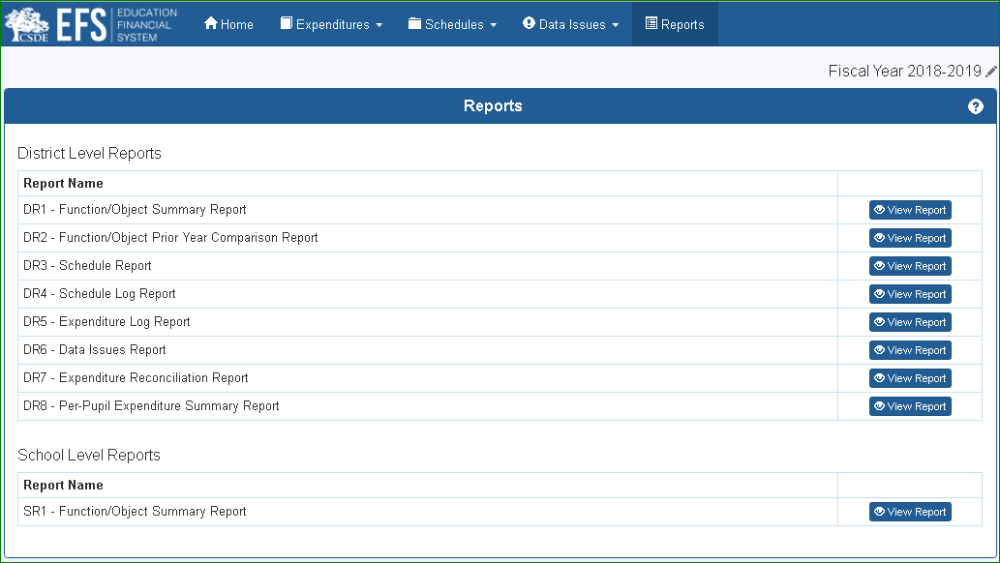 CSDE EFS EDUCATION FINANCIAL SYSTEM Home Expenditures Schedules Data Issues Reports
Fiscal Year 2018-2019
Reports
District Level Reports
Report Name
DR1 - Function/Object Summary Report View Report
DR2 - Function/Object Prior Year Comparison Report View Report
DR3 - Schedule Report View Report
DR4 - Schedule Log Report View Report
DR5 - Expenditure Log Report View Report
DR6 - Data Issues Report View Report
DR7 - Expenditure Reconciliation Report View Report
DR8 - Per-Pupil Expenditure Summary Report View Report
School Level Reports
Report Name
SR1 - Function/Object Summary Report View Report